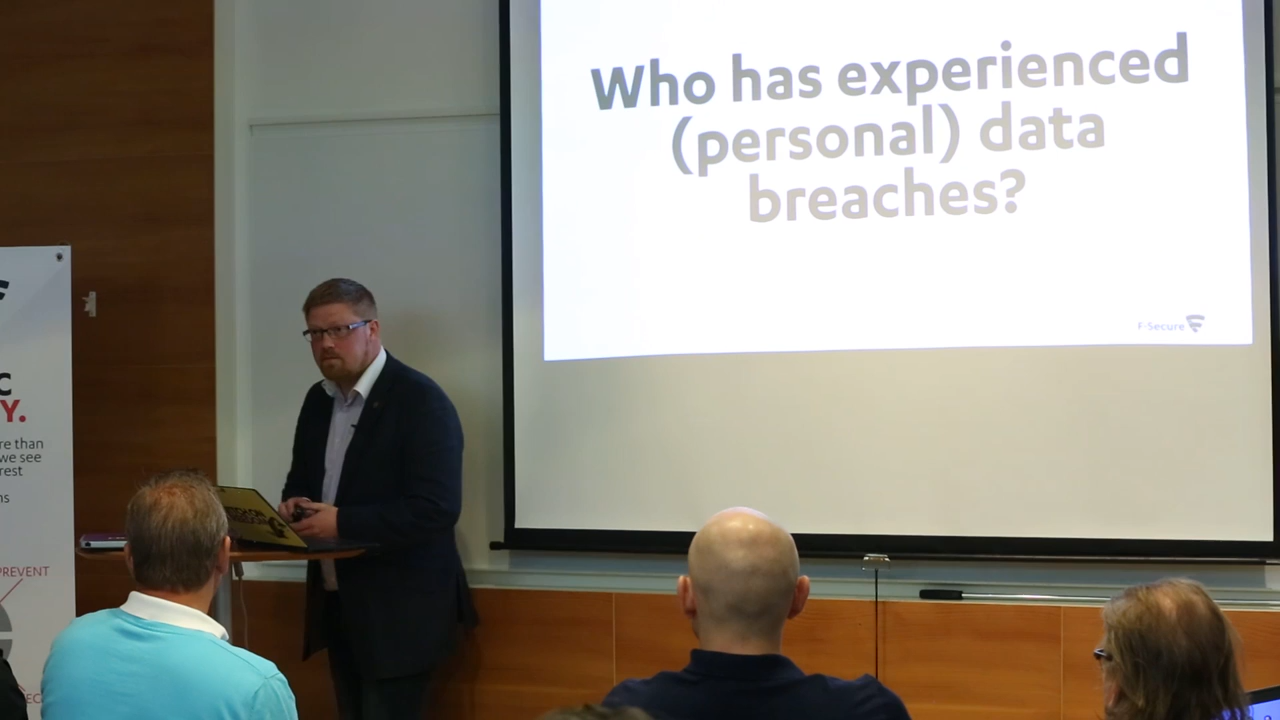 Who has experienced
(personal) data
breaches?
F-Secure
C
Y.
re than
we see
rest
ns
PREVENT